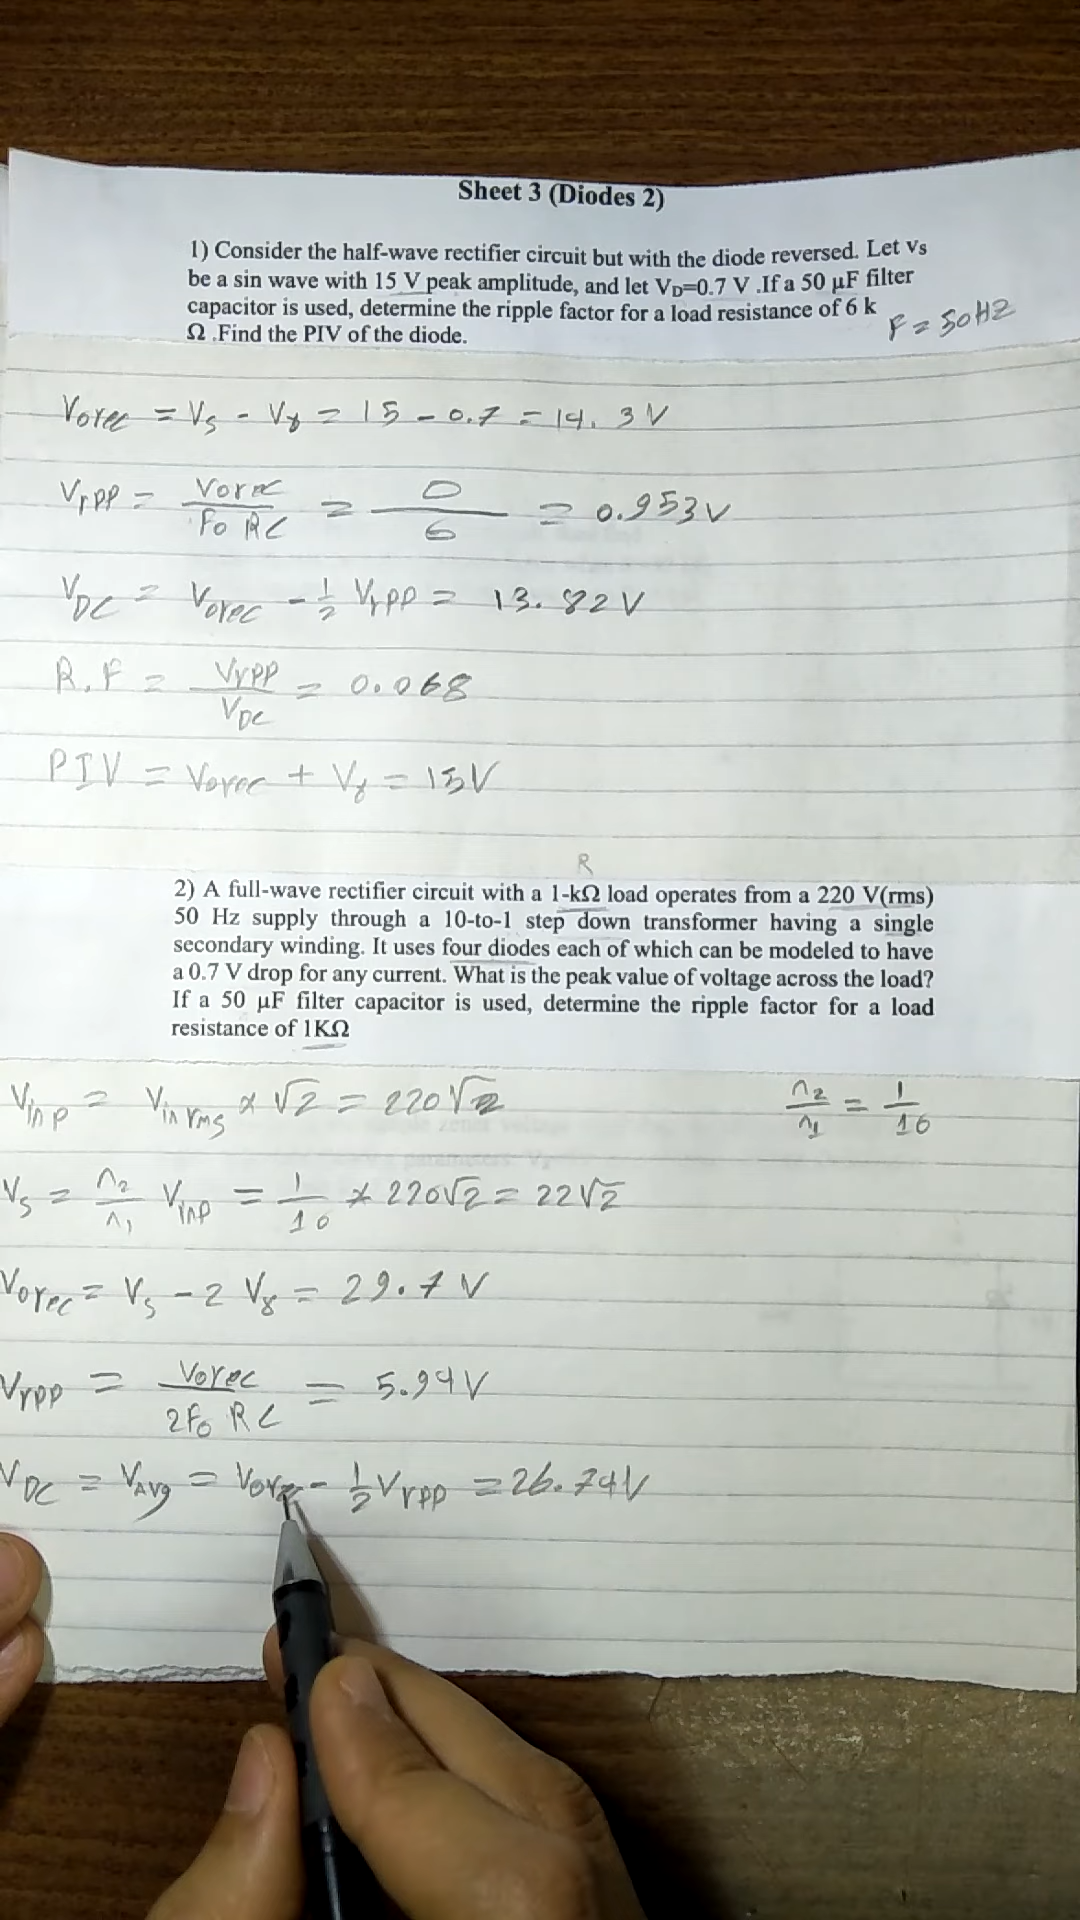 Sheet 3 (Diodes 2)
1) Consider the half-wave rectifier circuit but with the diode reversed. Let vs
be a sin wave with 15 V peak amplitude, and let VD=0.7 V .If a 50 μF filter
capacitor is used, determine the ripple factor for a load resistance of 6 k
Ω .Find the PIV of the diode.
F = 50HZ
Vorec = Vs - Vγ = 15 - 0.7 = 14.3 V
Vrpp = Vorec / Fo RC = 0 / 6 = 0.953 V
VDC = Vorec - 1/2 Vrpp = 13.82 V
R.F = Vrpp / VDC = 0.068
PIV = Vorec + Vγ = 15 V
R
2) A full-wave rectifier circuit with a 1-kΩ load operates from a 220 V(rms)
50 Hz supply through a 10-to-1 step down transformer having a single
secondary winding. It uses four diodes each of which can be modeled to have
a 0.7 V drop for any current. What is the peak value of voltage across the load?
If a 50 μF filter capacitor is used, determine the ripple factor for a load
resistance of 1KΩ
Vinp = Vin rms * √2 = 220√2
n2 / n1 = 1 / 10
Vs = n2 / n1 Vinp = 1 / 10 * 220√2 = 22√2
Vorec = Vs - 2 Vγ = 29.7 V
Vrpp = Vorec / 2Fo RC = 5.94 V
VDC = VAvg = Vore - 1/2 Vrpp = 26.74 V